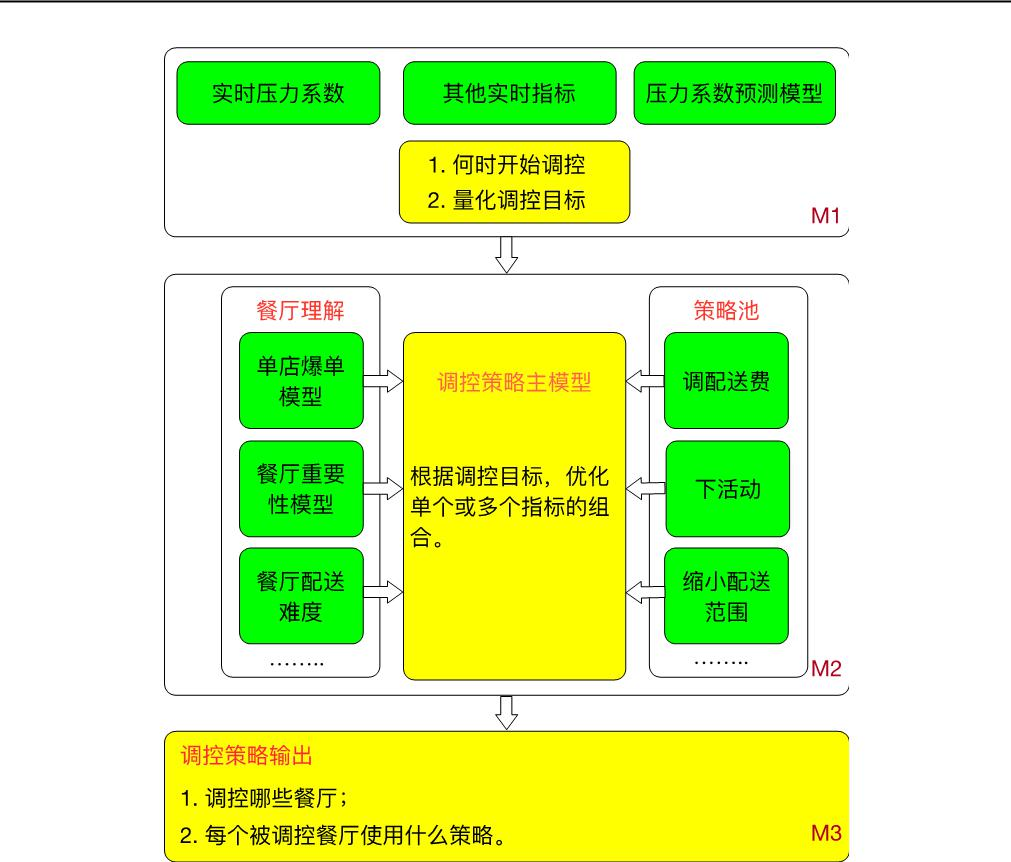 实时压力系数
其他实时指标
压力系数预测模型
1. 何时开始调控
2. 量化调控目标
M1
餐厅理解
单店爆单
模型
餐厅重要
性模型
餐厅配送
难度
........
调控策略主模型
根据调控目标，优化
单个或多个指标的组
合。
策略池
调配送费
下活动
缩小配送
范围
........
M2
调控策略输出
1. 调控哪些餐厅；
2. 每个被调控餐厅使用什么策略。
M3